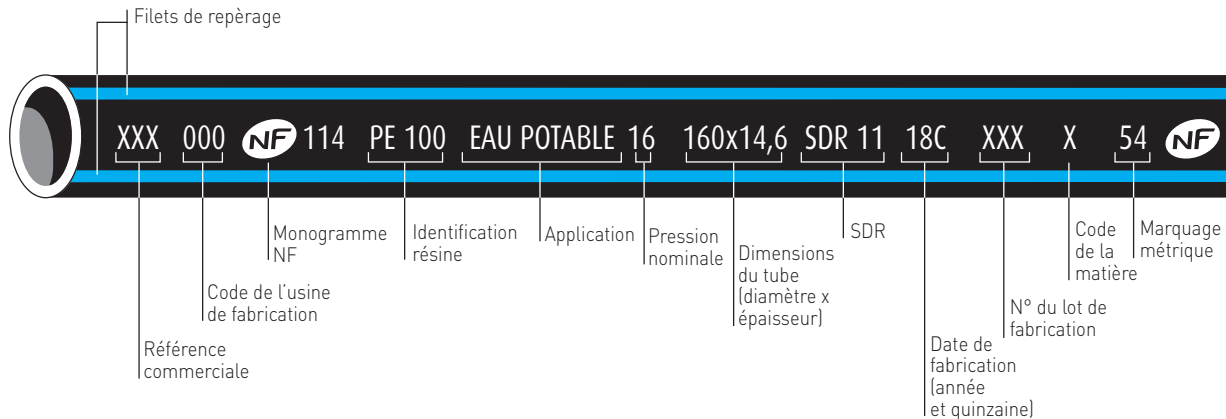 Filets de repèrage
XXX 000 NF 114 PE 100 EAU POTABLE 16 160x14,6 SDR 11 18C XXX X 54 NF
Monogramme
NF
Identification
résine
Application
Pression
nominale
SDR
Code
de la
matière
Marquage
métrique
Dimensions
du tube
(diamètre x
épaisseur)
Code de l'usine
de fabrication
N° du lot de
fabrication
Référence
commerciale
Date de
fabrication
(année
et quinzaine)